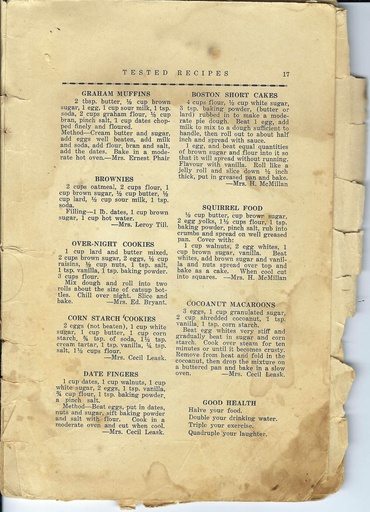 TESTED RECIPES 17
GRAHAM MUFFINS
2 tbsp. butter, ½ cup brown
sugar, 1 egg, 1 cup sour milk, 1 tsp.
soda, 2 cups graham flour, ½ cup
bran, pinch salt, 1 cup dates chop-
ped finely and floured.
Method—Cream butter and sugar,
add eggs well beaten, add milk
and soda, add flour, bran and salt,
add the dates. Bake in a mode-
rate hot oven.—Mrs. Ernest Phair
BROWNIES
2 cups oatmeal, 2 cups flour, 1
cup brown sugar, ½ cup butter, ½
cup lard, ½ cup sour milk, 1 tsp.
soda.
Filling—1 lb. dates, 1 cup brown
sugar, 1 cup hot water.
—Mrs. Leroy Till.
OVER-NIGHT COOKIES
1 cup lard and butter mixed,
2 cups brown sugar, 2 eggs, ½ cup
raisins, ½ cup nuts, 1 tsp. salt,
1 tsp. vanilla, 1 tsp. baking powder.
3 cups flour.
Mix dough and roll into two
rolls about the size of catsup bot-
tles. Chill over night. Slice and
bake. —Mrs. Ed. Bryant.
CORN STARCH COOKIES
2 eggs (not beaten), 1 cup white
sugar, 1 cup butter, 1 cup corn
starch, ¾ tsp. of soda, 1½ tsp.
cream tartar, 1 tsp. vanilla, ¼ tsp.
salt, 1½ cups flour.
—Mrs. Cecil Leask.
DATE FINGERS
1 cup dates, 1 cup walnuts, 1 cup
white sugar, 2 eggs, 1 tsp. vanilla,
¾ cup flour, 1 tsp. baking powder,
a pinch salt.
Method—Beat eggs, put in dates,
nuts and sugar, sift baking powder
and salt with flour. Cook in a
moderate oven and cut when cool.
—Mrs. Cecil Leask.
BOSTON SHORT CAKES
4 cups flour, ½ cup white sugar,
3 tsp. baking powder, (butter or
lard) rubbed in to make a mode-
rate pie dough. Beat 1 egg, add
milk to mix to a dough sufficient to
handle, then roll out to about half
inch and spread with sauce.
1 egg, and beat equal quantities
of brown sugar and flour into it so
that it will spread without running.
Flavour with vanilla. Roll like a
jelly roll and slice down ½ inch
thick, put in greased pan and bake.
—Mrs. H. McMillan
SQUIRREL FOOD
½ cup butter, cup brown sugar,
2 egg yolks, 1½ cups flour, 1 tsp.
baking powder, pinch salt, rub into
crumbs and spread on well greased
pan. Cover with:
1 cup walnuts, 2 egg whites, 1
cup brown sugar, vanilla. Beat
whites, add brown sugar and vanil-
la and nuts spread over top and
bake as a cake. When cool cut
into squares. —Mrs. H. McMillan
COCOANUT MACAROONS
3 eggs, 1 cup granulated sugar,
2 cup shredded cocoanut, 1 tsp.
vanilla, 1 tsp. corn starch.
Beat egg whites very stiff and
gradually beat in sugar and corn
starch. Cook over steam for ten
minutes or until it becomes crusty.
Remove from heat and fold in the
cocoanut, then drop the mixture on
a buttered pan and bake in a slow
oven. —Mrs. Cecil Leask.
GOOD HEALTH
Halve your food.
Double your drinking water.
Triple your exercise.
Quadruple your laughter.